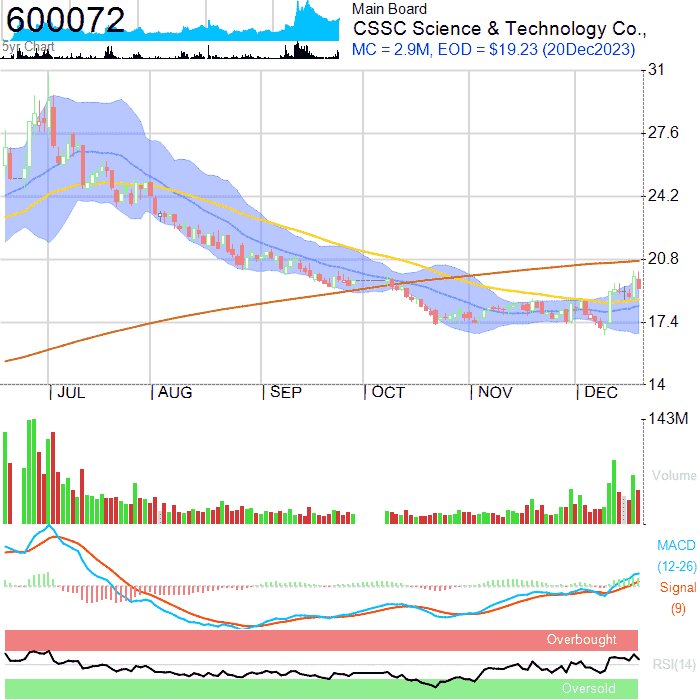 600072
5yr Chart
Main Board
CSSC Science & Technology Co.,
MC = 2.9M, EOD = $19.23 (20Dec2023)
31
27.6
24.2
20.8
17.4
14
JUL
AUG
SEP
OCT
NOV
DEC
143M
Volume
MACD
(12-26)
Signal
(9)
Overbought
RSI(14)
Oversold